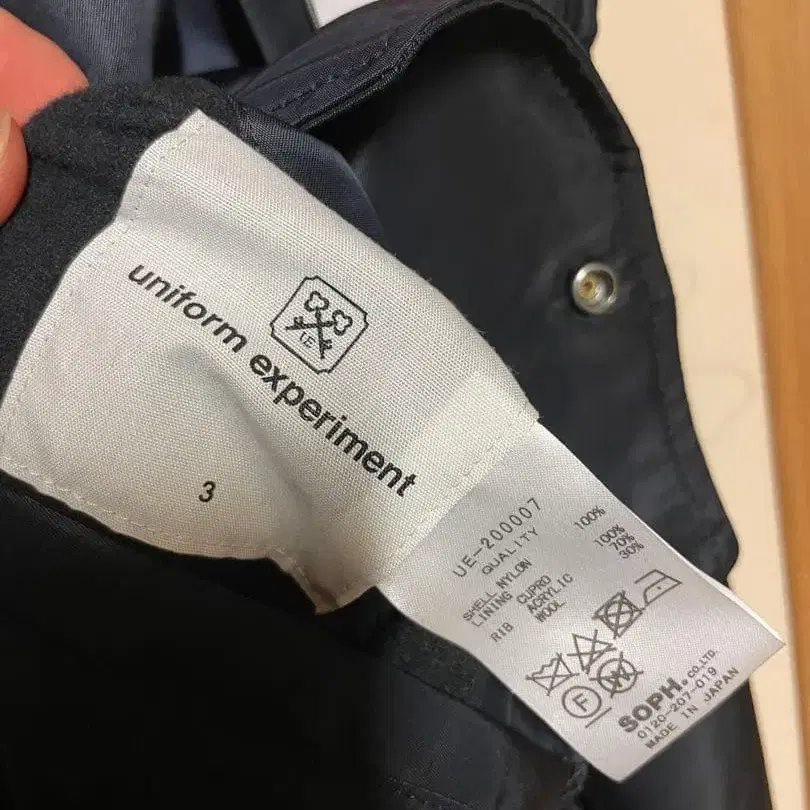 UE
uniform experiment
3
UE-200007
QUALITY
SHELL NYLON 100%
LINING CUPRO 100%
RIB ACRYLIC 70%
WOOL 30%
F
W
SOPH. CO.,LTD.
0120-207-019
MADE IN JAPAN